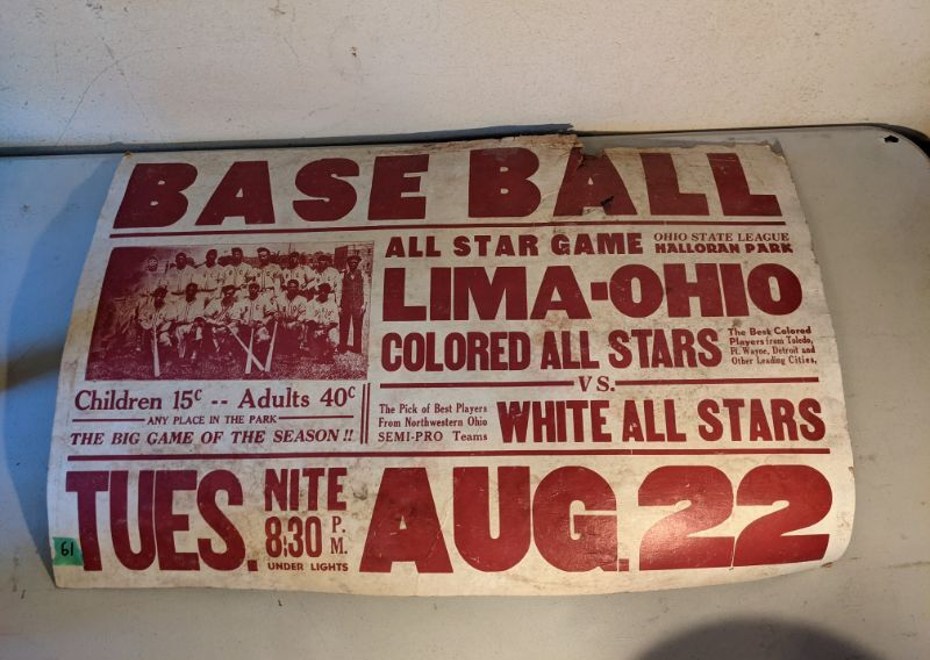 BASE BALL
ALL STAR GAME
OHIO STATE LEAGUE
HALLORAN PARK
LIMA-OHIO
COLORED ALL STARS
The Best Colored
Players from Toledo,
Ft. Wayne, Detroit and
Other Leading Cities,
VS.
The Pick of Best Players
From Northwestern Ohio
SEMI-PRO Teams
WHITE ALL STARS
Children 15c -- Adults 40c
ANY PLACE IN THE PARK
THE BIG GAME OF THE SEASON!!
TUES.
NITE
8:30 P.M.
UNDER LIGHTS
AUG. 22
61